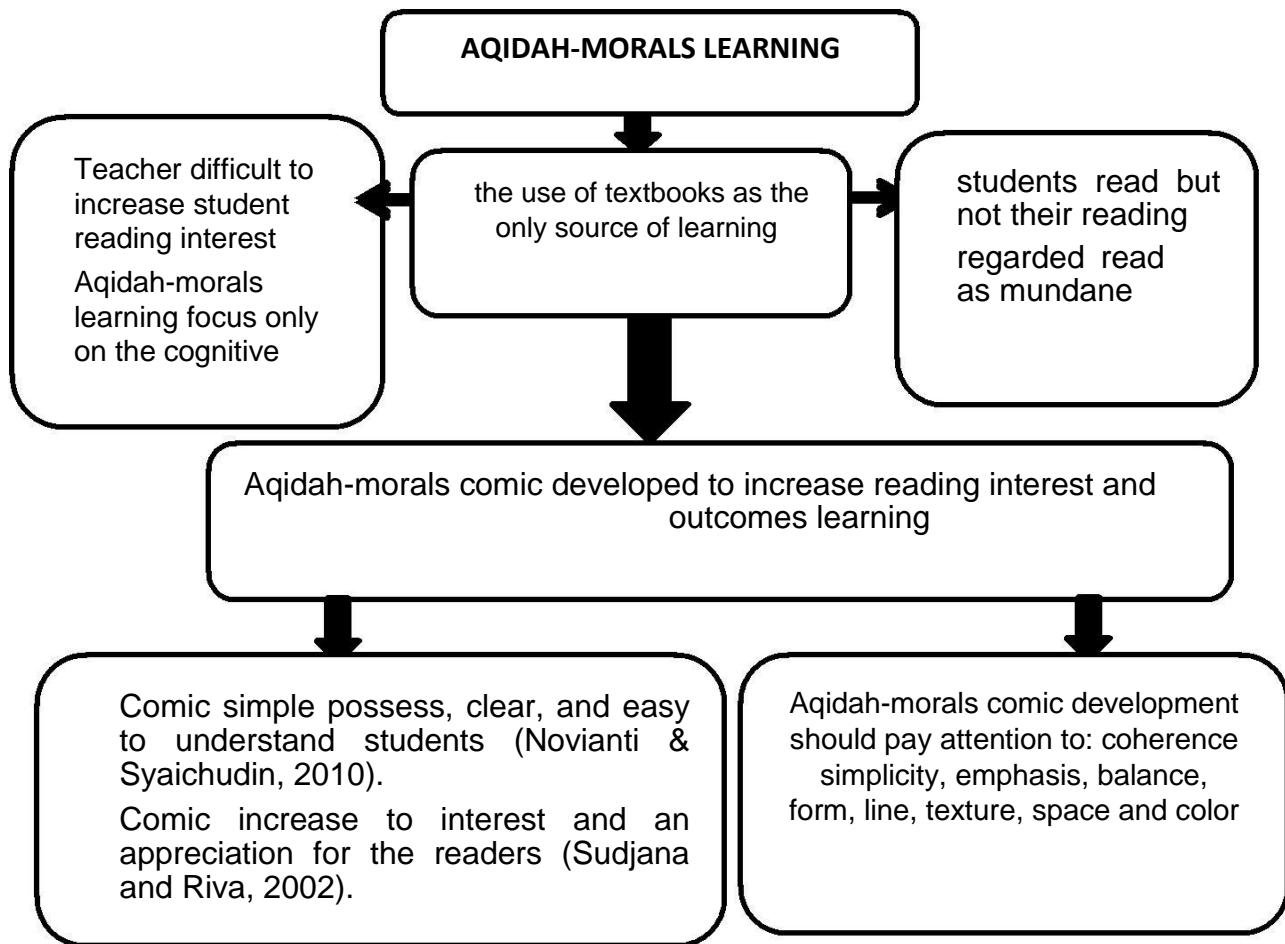 AQIDAH-MORALS LEARNING
Teacher difficult to
increase student
reading interest
Aqidah-morals
learning focus only
on the cognitive
the use of textbooks as the
only source of learning
students read but
not their reading
regarded read
as mundane
Aqidah-morals comic developed to increase reading interest and
outcomes learning
Comic simple possess, clear, and easy
to understand students (Novianti &
Syaichudin, 2010).
Comic increase to interest and an
appreciation for the readers (Sudjana
and Riva, 2002).
Aqidah-morals comic development
should pay attention to: coherence
simplicity, emphasis, balance,
form, line, texture, space and color